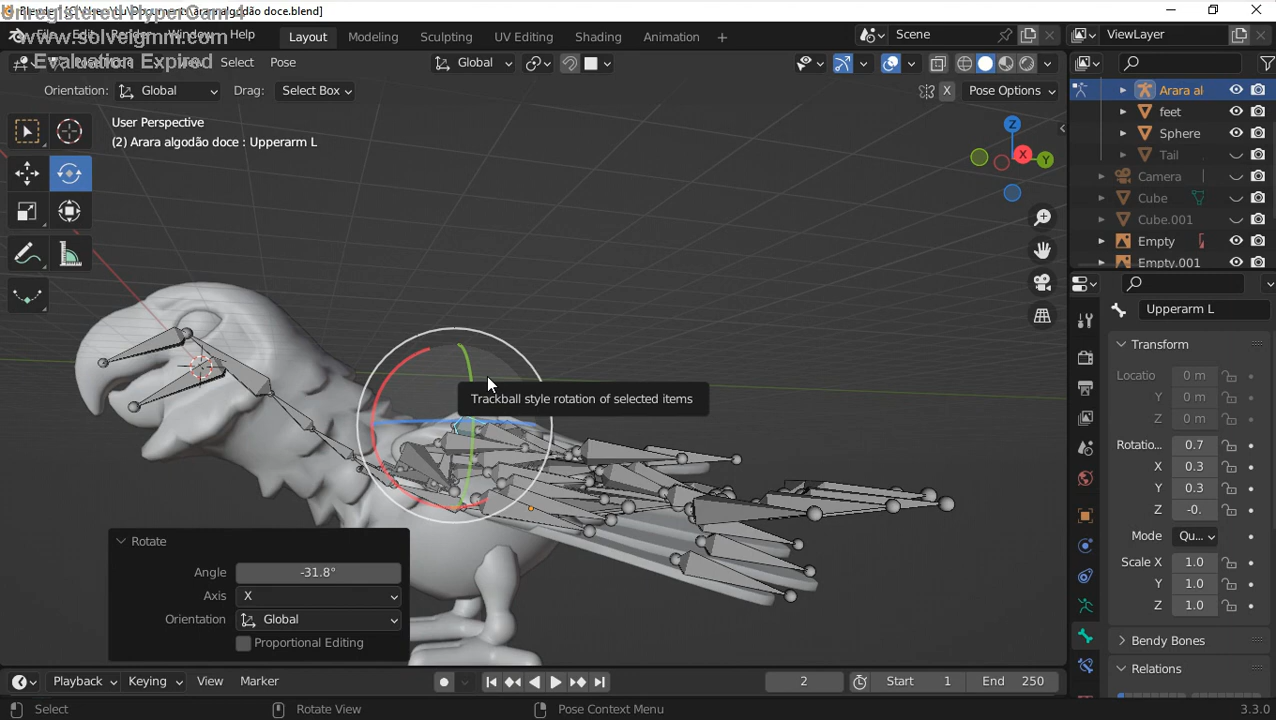 Unregistered HyperCam 4
Blender [C:\Users\Lu\Documents\araraalgodão doce.blend]
www.solveigmm.com
Evaluation Expired
File Edit Render Window Help
Layout Modeling Sculpting UV Editing Shading Animation
Scene
ViewLayer
Select Pose
Global
Orientation: Global Drag: Select Box
X Pose Options
User Perspective
(2) Arara algodão doce : Upperarm L
Z
X
Y
Arara al
feet
Sphere
Tail
Camera
Cube
Cube.001
Empty
Empty.001
Upperarm L
Transform
Locatio 0 m
Y 0 m
Z 0 m
Rotatio... 0.7
X 0.3
Y 0.3
Z -0.
Mode Qu...
Scale X 1.0
Y 1.0
Z 1.0
Bendy Bones
Relations
Trackball style rotation of selected items
Rotate
Angle -31.8°
Axis X
Orientation Global
Proportional Editing
Playback Keying View Marker
2
Start 1
End 250
Select
Rotate View
Pose Context Menu
3.3.0